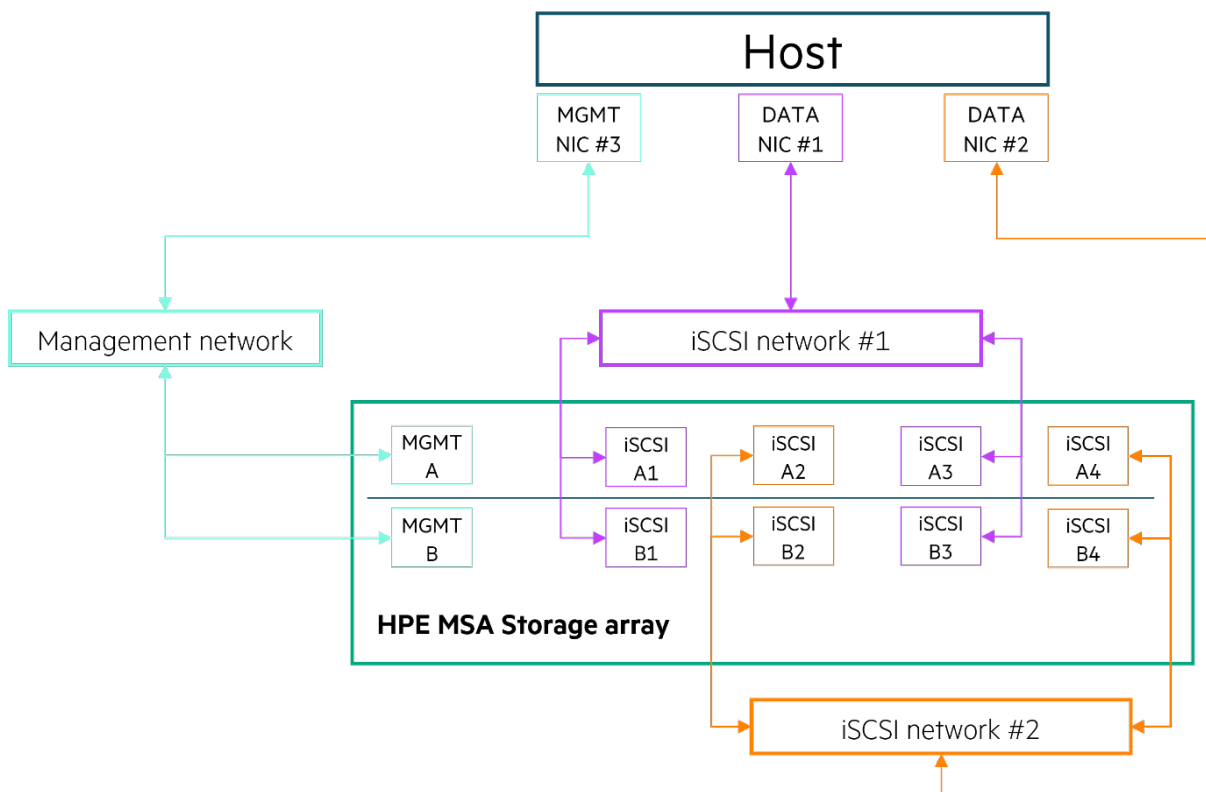 Host
MGMT
NIC #3
DATA
NIC #1
DATA
NIC #2
Management network
iSCSI network #1
MGMT
A
iSCSI
A1
iSCSI
A2
iSCSI
A3
iSCSI
A4
MGMT
B
iSCSI
B1
iSCSI
B2
iSCSI
B3
iSCSI
B4
HPE MSA Storage array
iSCSI network #2